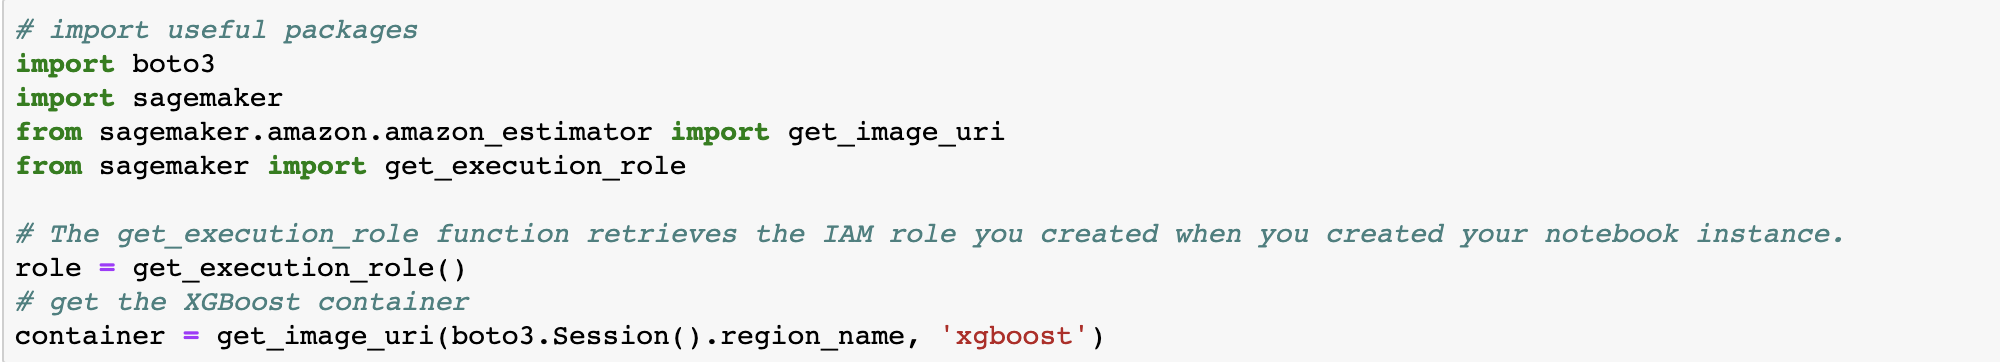 # import useful packages
import boto3
import sagemaker
from sagemaker.amazon.amazon_estimator import get_image_uri
from sagemaker import get_execution_role
# The get_execution_role function retrieves the IAM role you created when you created your notebook instance.
role = get_execution_role()
# get the XGBoost container
container = get_image_uri(boto3.Session().region_name, 'xgboost')